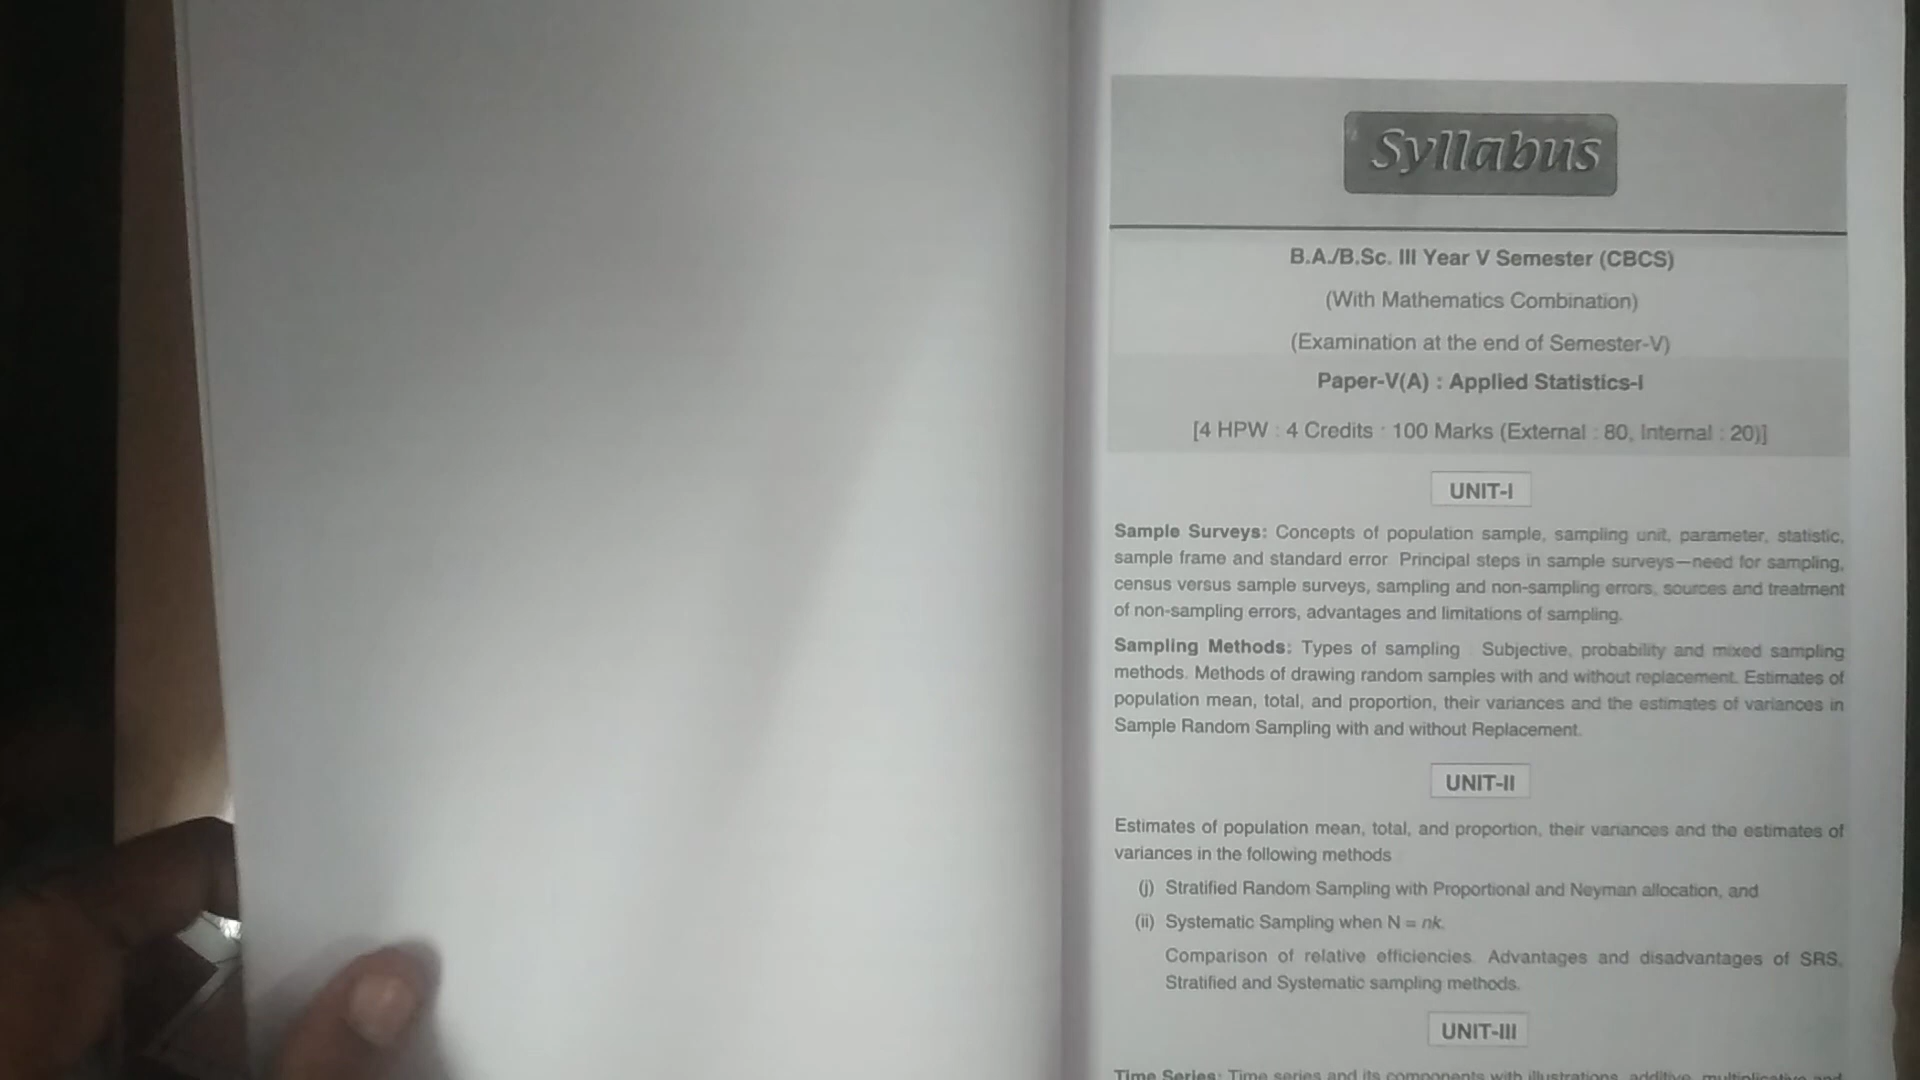 Syllabus
B.A./B.Sc. III Year V Semester (CBCS)
(With Mathematics Combination)
(Examination at the end of Semester-V)
Paper-V(A) : Applied Statistics-I
[4 HPW : 4 Credits : 100 Marks (External : 80, Internal : 20)]
UNIT-I
Sample Surveys: Concepts of population sample, sampling unit, parameter, statistic,
sample frame and standard error. Principal steps in sample surveys—need for sampling,
census versus sample surveys, sampling and non-sampling errors, sources and treatment
of non-sampling errors, advantages and limitations of sampling.
Sampling Methods: Types of sampling : Subjective, probability and mixed sampling
methods. Methods of drawing random samples with and without replacement. Estimates of
population mean, total, and proportion, their variances and the estimates of variances in
Sample Random Sampling with and without Replacement.
UNIT-II
Estimates of population mean, total, and proportion, their variances and the estimates of
variances in the following methods
(i) Stratified Random Sampling with Proportional and Neyman allocation, and
(ii) Systematic Sampling when N = nk.
Comparison of relative efficiencies. Advantages and disadvantages of SRS,
Stratified and Systematic sampling methods.
UNIT-III
Time Series: Time series and its components with illustrations, additive, multiplicative and